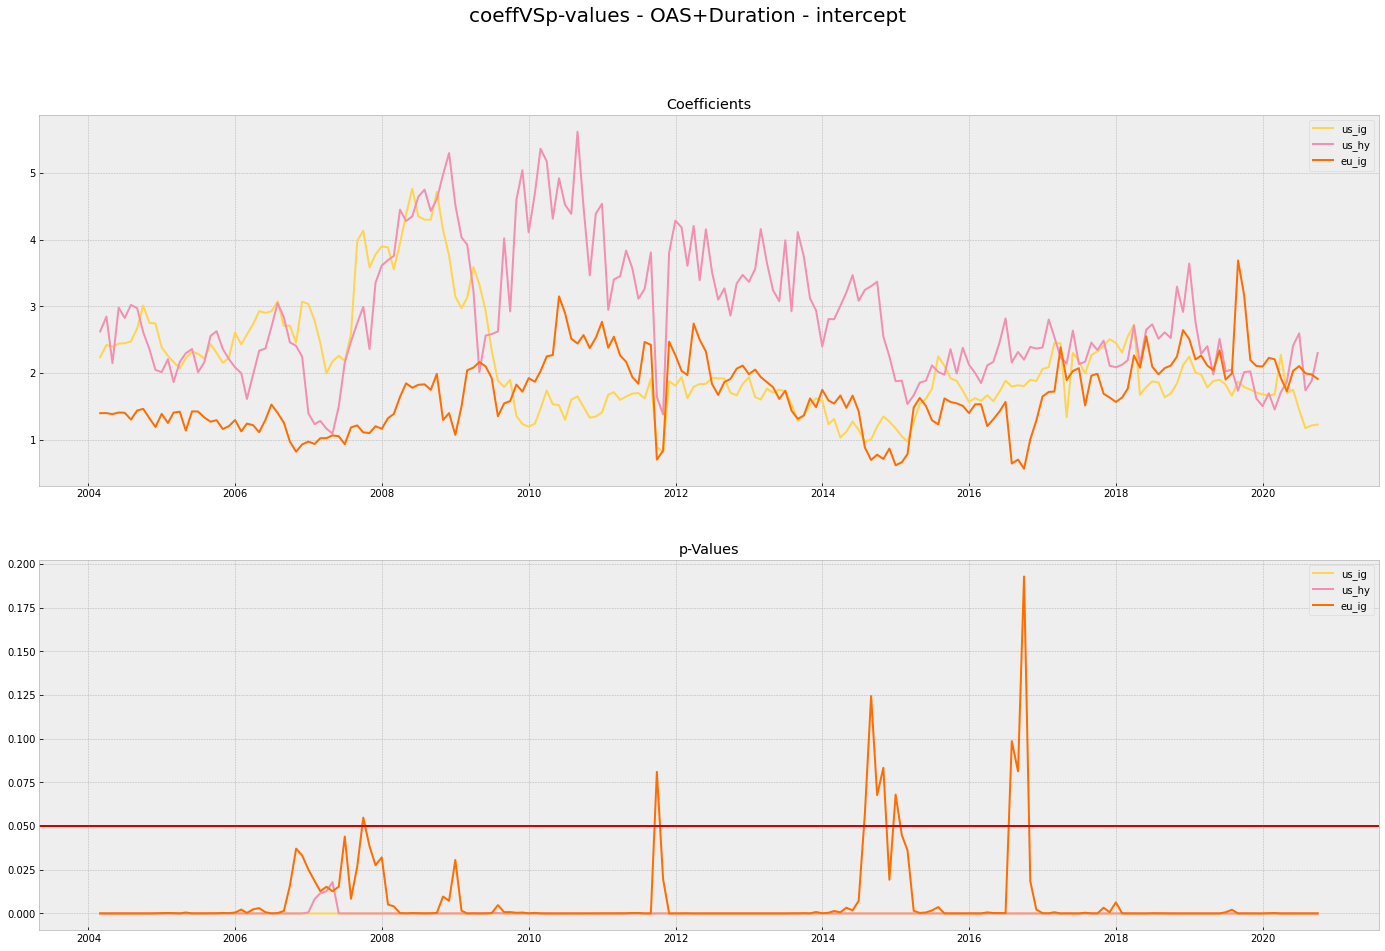 coeffVSp-values - OAS+Duration - intercept
Coefficients
us_ig
us_hy
eu_ig
5
4
3
2
1
2004 2006 2008 2010 2012 2014 2016 2018 2020
p-Values
us_ig
us_hy
eu_ig
0.200
0.175
0.150
0.125
0.100
0.075
0.050
0.025
0.000
2004 2006 2008 2010 2012 2014 2016 2018 2020